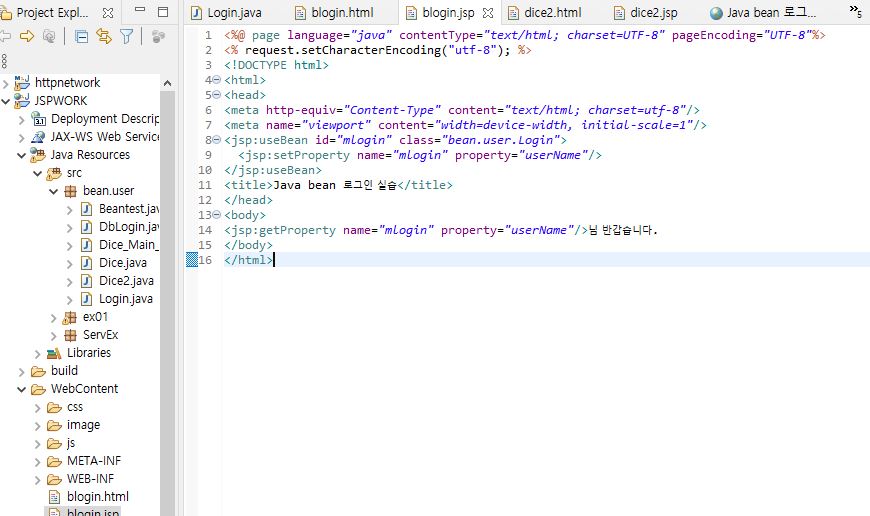 Project Expl...
httpnetwork
JSPWORK
Deployment Descrip
JAX-WS Web Service
Java Resources
src
bean.user
Beantest.jav
DbLogin.jav
Dice_Main_
Dice.java
Dice2.java
Login.java
ex01
ServEx
Libraries
build
WebContent
css
image
js
META-INF
WEB-INF
blogin.html
blogin.jsp
Login.java blogin.html blogin.jsp dice2.html dice2.jsp Java bean 로그... »5
1 <%@ page language="java" contentType="text/html; charset=UTF-8" pageEncoding="UTF-8"%>
2 <% request.setCharacterEncoding("utf-8"); %>
3 <!DOCTYPE html>
4 <html>
5 <head>
6 <meta http-equiv="Content-Type" content="text/html; charset=utf-8"/>
7 <meta name="viewport" content="width=device-width, initial-scale=1"/>
8 <jsp:useBean id="mlogin" class="bean.user.Login">
9 <jsp:setProperty name="mlogin" property="userName"/>
10 </jsp:useBean>
11 <title>Java bean 로그인 실습</title>
12 </head>
13 <body>
14 <jsp:getProperty name="mlogin" property="userName"/>님 반갑습니다.
15 </body>
16 </html>